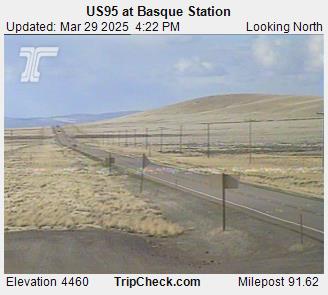 US95 at Basque Station
Updated: Mar 29 2025 4:22 PM Looking North
Elevation 4460 TripCheck.com Milepost 91.62